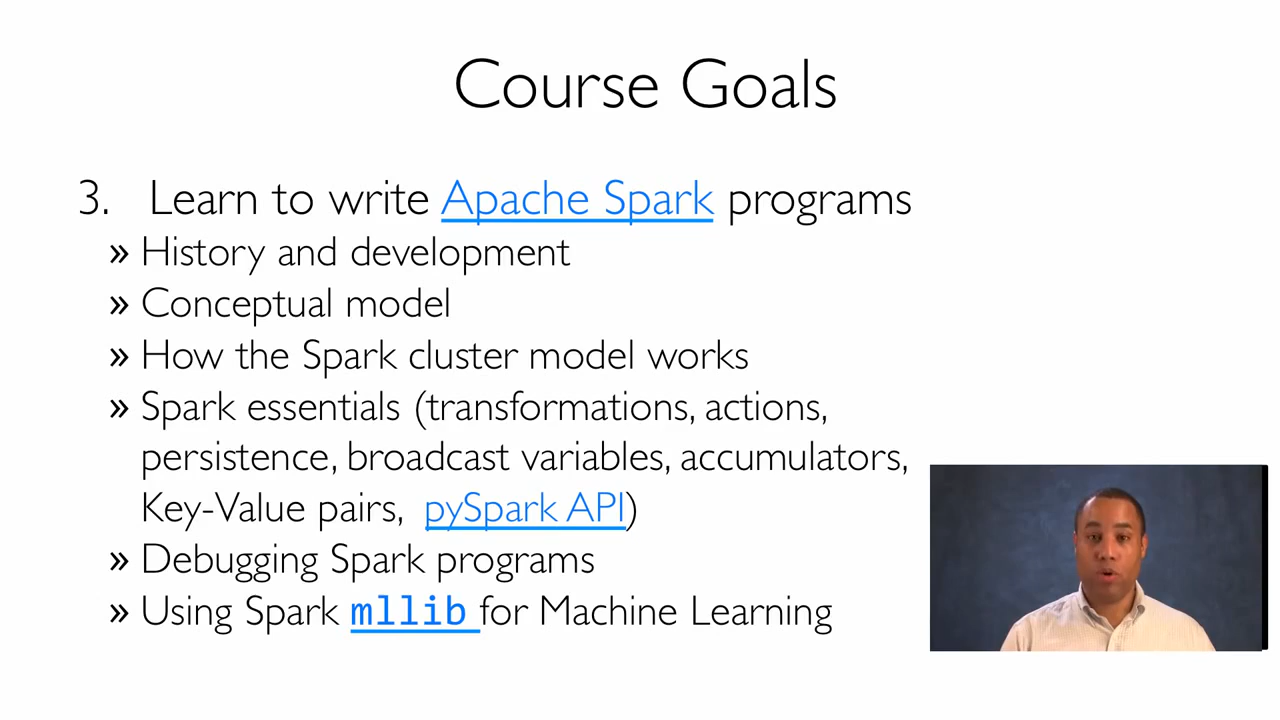 Course Goals
3. Learn to write Apache Spark programs
» History and development
» Conceptual model
» How the Spark cluster model works
» Spark essentials (transformations, actions,
persistence, broadcast variables, accumulators,
Key-Value pairs, pySpark API)
» Debugging Spark programs
» Using Spark mllib for Machine Learning